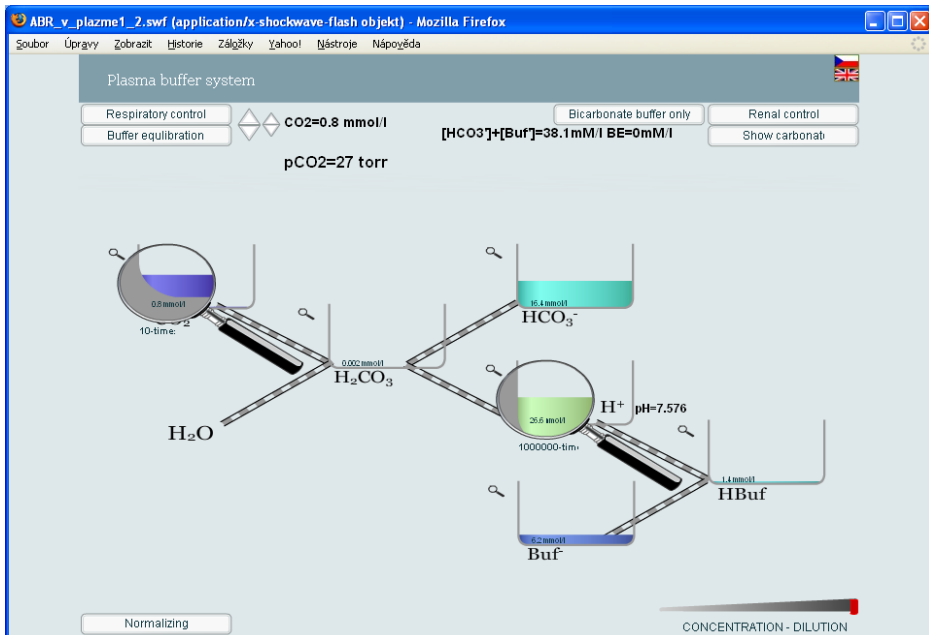 ABR_v_plazme1_2.swf (application/x-shockwave-flash objekt) - Mozilla Firefox
Soubor Úpravy Zobrazit Historie Záložky Yahoo! Nástroje Nápověda
Plasma buffer system
Respiratory control
Buffer equlibration
CO2=0.8 mmol/l
Bicarbonate buffer only
Renal control
[HCO3⁻]+[Buf⁻]=38.1mM/l BE=0mM/l
Show carbonat
pCO2=27 torr
0.8 mmol/l
CO₂
10-time:
16.4 mmol/l
HCO₃⁻
0.002 mmol/l
H₂CO₃
H₂O
26.6 nmol/l
H⁺ pH=7.576
1000000-tim
1.4 mmol/l
HBuf
6.2 mmol/l
Buf⁻
Normalizing
CONCENTRATION - DILUTION